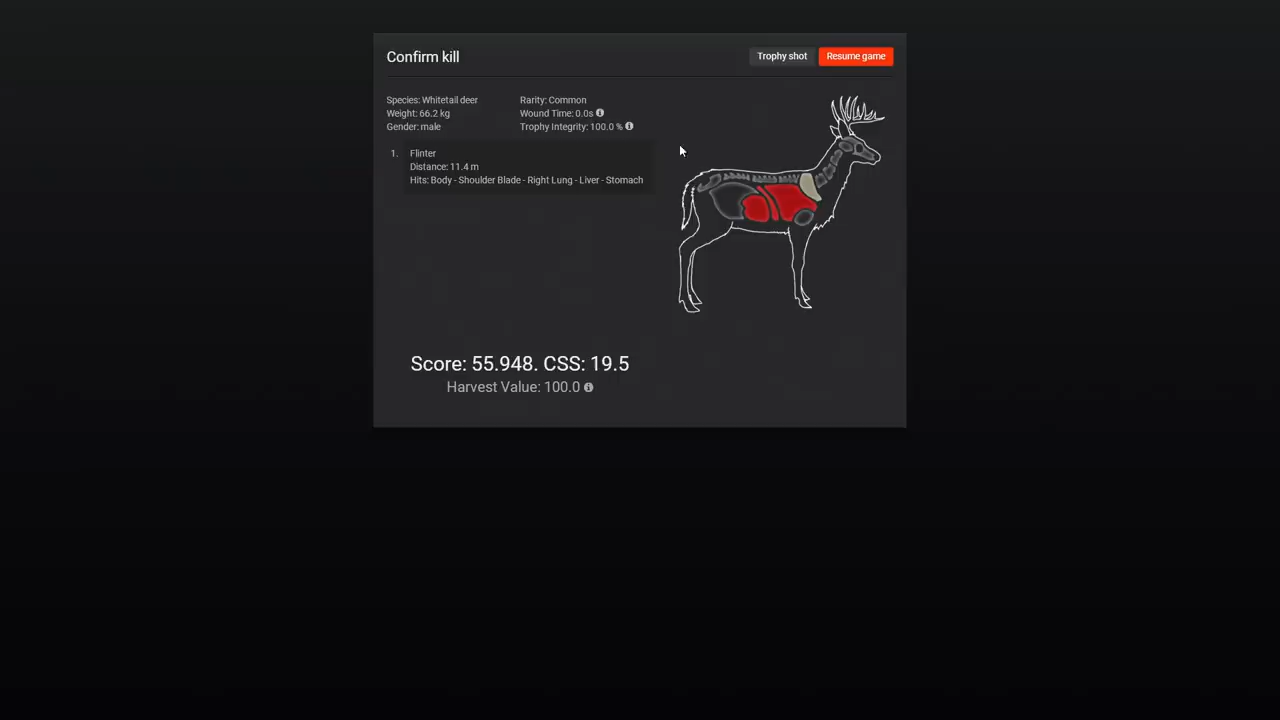 Confirm kill
Trophy shot
Resume game
Species: Whitetail deer
Rarity: Common
Weight: 66.2 kg
Wound Time: 0.0s
Gender: male
Trophy Integrity: 100.0 %
1. Flinter
Distance: 11.4 m
Hits: Body - Shoulder Blade - Right Lung - Liver - Stomach
Score: 55.948. CSS: 19.5
Harvest Value: 100.0